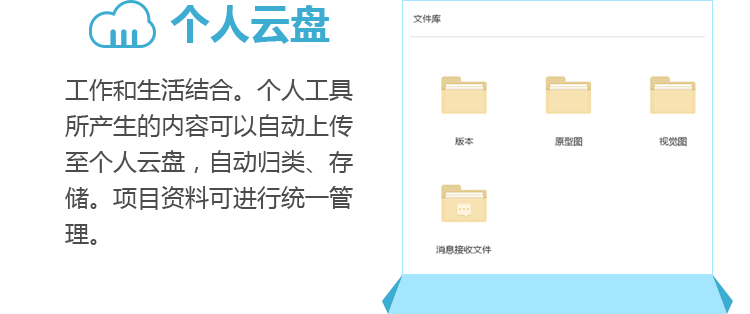 个人云盘
工作和生活结合。个人工具
所产生的内容可以自动上传
至个人云盘，自动归类、存
储。项目资料可进行统一管
理。
文件库
版本
原型图
视觉图
消息接收文件